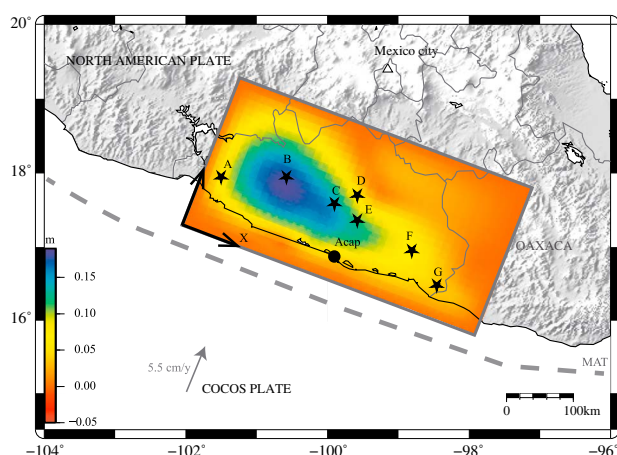 20°
Mexico city
NORTH AMERICAN PLATE
18°
A
B
C
D
E
X
Acap
F
OAXACA
G
m
0.15
0.10
0.05
0.00
−0.05
16°
5.5 cm/y
COCOS PLATE
MAT
0
100km
−104°
−102°
−100°
−98°
−96°